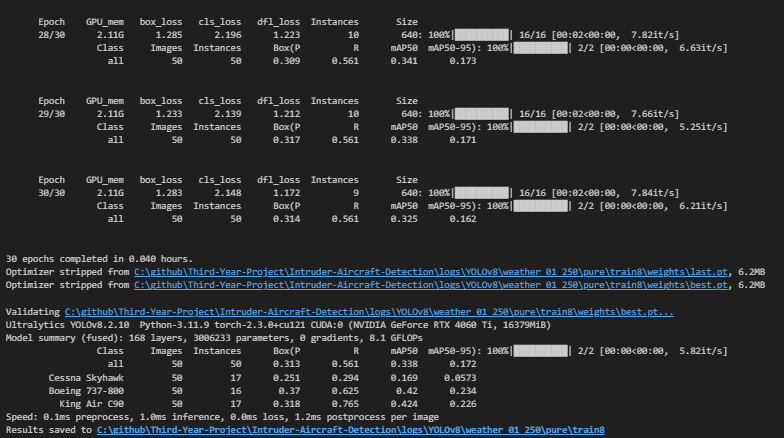 Epoch GPU_mem box_loss cls_loss dfl_loss Instances Size
28/30 2.11G 1.285 2.196 1.223 10 640: 100%|██████████| 16/16 [00:02<00:00, 7.82it/s]
Class Images Instances Box(P R mAP50 mAP50-95): 100%|██████████| 2/2 [00:00<00:00, 6.63it/s]
all 50 50 0.309 0.561 0.341 0.173
Epoch GPU_mem box_loss cls_loss dfl_loss Instances Size
29/30 2.11G 1.233 2.139 1.212 10 640: 100%|██████████| 16/16 [00:02<00:00, 7.66it/s]
Class Images Instances Box(P R mAP50 mAP50-95): 100%|██████████| 2/2 [00:00<00:00, 5.25it/s]
all 50 50 0.317 0.561 0.338 0.171
Epoch GPU_mem box_loss cls_loss dfl_loss Instances Size
30/30 2.11G 1.283 2.148 1.172 9 640: 100%|██████████| 16/16 [00:02<00:00, 7.84it/s]
Class Images Instances Box(P R mAP50 mAP50-95): 100%|██████████| 2/2 [00:00<00:00, 6.21it/s]
all 50 50 0.314 0.561 0.325 0.162
30 epochs completed in 0.040 hours.
Optimizer stripped from C:\github\Third-Year-Project\Intruder-Aircraft-Detection\logs\YOLOv8\weather_01_250\pure\train8\weights\last.pt, 6.2MB
Optimizer stripped from C:\github\Third-Year-Project\Intruder-Aircraft-Detection\logs\YOLOv8\weather_01_250\pure\train8\weights\best.pt, 6.2MB
Validating C:\github\Third-Year-Project\Intruder-Aircraft-Detection\logs\YOLOv8\weather_01_250\pure\train8\weights\best.pt...
Ultralytics YOLOv8.2.10 Python-3.11.9 torch-2.3.0+cu121 CUDA:0 (NVIDIA GeForce RTX 4060 Ti, 16379MiB)
Model summary (fused): 168 layers, 3006233 parameters, 0 gradients, 8.1 GFLOPs
Class Images Instances Box(P R mAP50 mAP50-95): 100%|██████████| 2/2 [00:00<00:00, 5.82it/s]
all 50 50 0.313 0.561 0.338 0.172
Cessna Skyhawk 50 17 0.251 0.294 0.169 0.0573
Boeing 737-800 50 16 0.37 0.625 0.42 0.234
King Air C90 50 17 0.318 0.765 0.424 0.226
Speed: 0.1ms preprocess, 1.0ms inference, 0.0ms loss, 1.2ms postprocess per image
Results saved to C:\github\Third-Year-Project\Intruder-Aircraft-Detection\logs\YOLOv8\weather_01_250\pure\train8